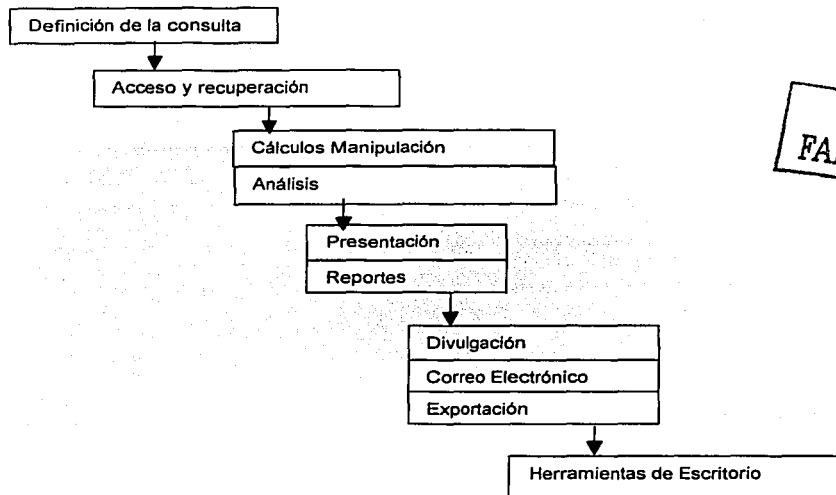 Definición de la consulta
Acceso y recuperación
Cálculos Manipulación
Análisis
Presentación
Reportes
Divulgación
Correo Electrónico
Exportación
Herramientas de Escritorio